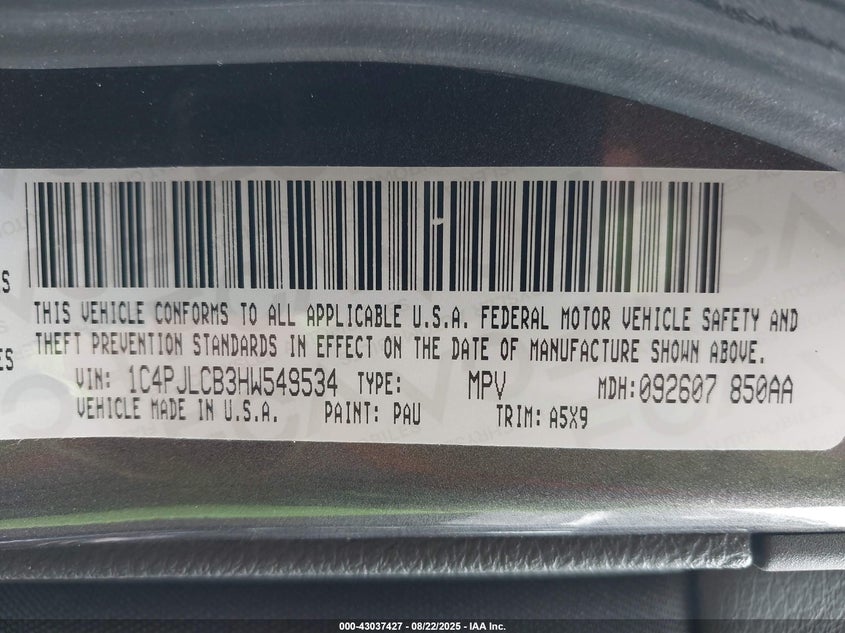 S
THIS VEHICLE CONFORMS TO ALL APPLICABLE U.S.A. FEDERAL MOTOR VEHICLE SAFETY AND
ES
THEFT PREVENTION STANDARDS IN EFFECT ON THE DATE OF MANUFACTURE SHOWN ABOVE.
VIN: 1C4PJLCB3HW549534 TYPE: MPV MDH:092607 850AA
VEHICLE MADE IN U.S.A. PAINT: PAU TRIM: A5X9
000-43037427 - 08/22/2025 - IAA Inc.